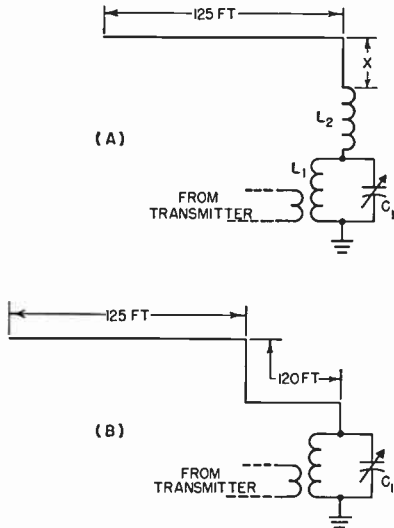 125 FT
X
L2
(A)
L1
FROM
TRANSMITTER
C1
125 FT
120 FT
(B)
FROM
TRANSMITTER
C1